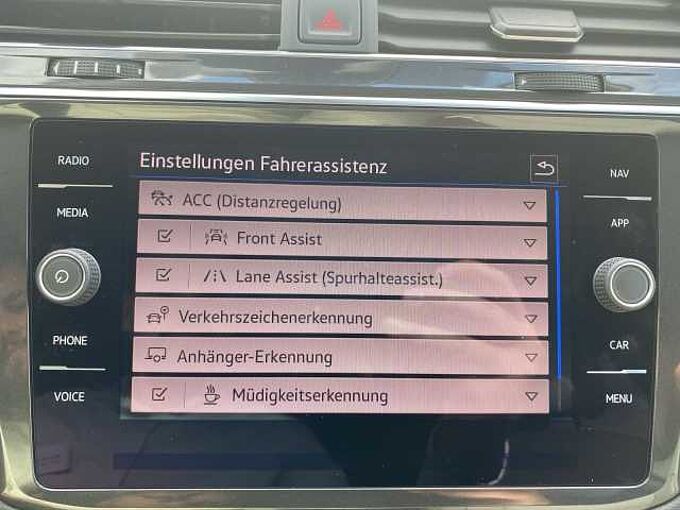 RADIO
MEDIA
PHONE
VOICE
Einstellungen Fahrerassistenz
ACC (Distanzregelung)
Front Assist
Lane Assist (Spurhalteassist.)
Verkehrszeichenerkennung
Anhänger-Erkennung
Müdigkeitserkennung
NAV
APP
CAR
MENU